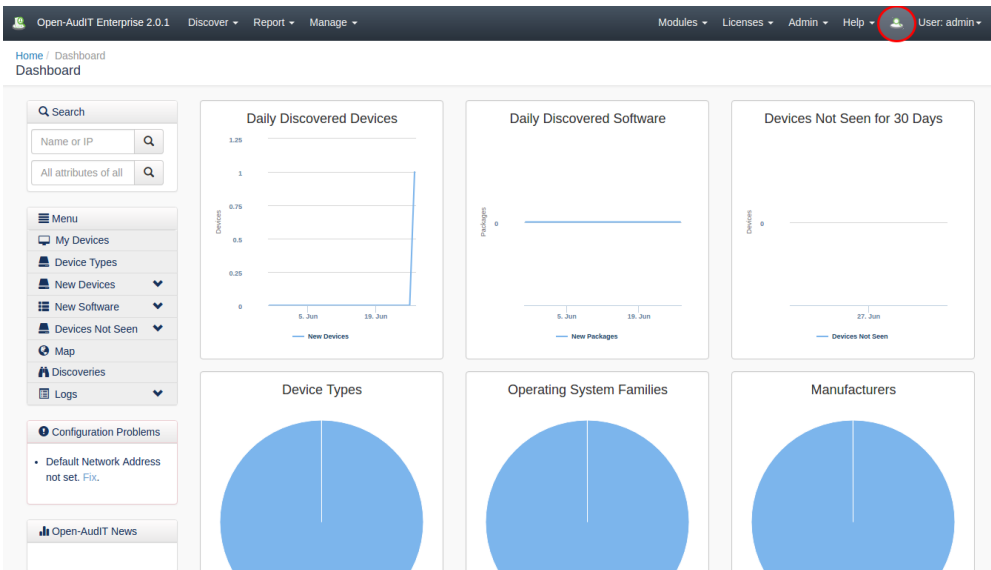 Open-AudIT Enterprise 2.0.1 Discover Report Manage Modules Licenses Admin Help User: admin
Home / Dashboard
Dashboard
Search
Name or IP
All attributes of all
Menu
My Devices
Device Types
New Devices
New Software
Devices Not Seen
Map
Discoveries
Logs
Configuration Problems
• Default Network Address
not set. Fix.
Open-AudIT News
Daily Discovered Devices
Devices
1.25
1
0.75
0.5
0.25
0
5. Jun 19. Jun
New Devices
Daily Discovered Software
Packages
0
5. Jun 19. Jun
New Packages
Devices Not Seen for 30 Days
Devices
0
27. Jun
Devices Not Seen
Device Types
Operating System Families
Manufacturers